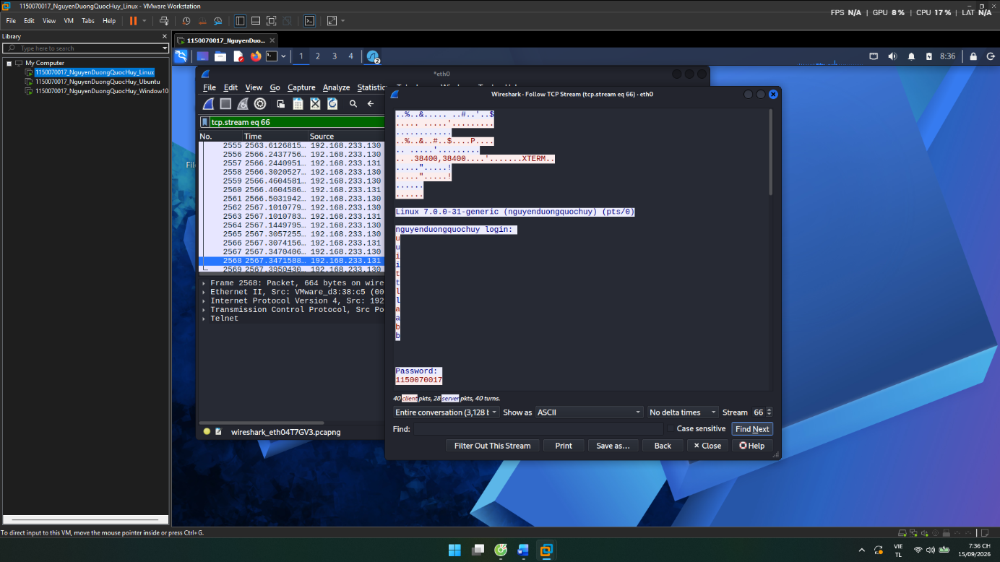 1150070017_NguyenDuongQuocHuy_Linux - VMware Workstation
File Edit View VM Tabs Help
FPS N/A | GPU 8 % | CPU 17 % | LAT N/A
Library
Type here to search
My Computer
1150070017_NguyenDuongQuocHuy_Linux
1150070017_NguyenDuongQuocHuy_Ubuntu
1150070017_NguyenDuongQuocHuy_Window10
1150070017_NguyenDuo...
1 2 3 4
2
8:36
*eth0
File Edit View Go Capture Analyze Statistic
tcp.stream eq 66
No. Time Source
2555 2563.6126815… 192.168.233.130
2556 2566.2437756… 192.168.233.130
2557 2566.2440951… 192.168.233.131
2558 2566.3020527… 192.168.233.130
2559 2566.4604581… 192.168.233.130
2560 2566.4604586… 192.168.233.131
2561 2566.5031942… 192.168.233.130
2562 2567.1010779… 192.168.233.130
2563 2567.1010783… 192.168.233.131
2564 2567.1449795… 192.168.233.130
2565 2567.3057255… 192.168.233.130
2566 2567.3074156… 192.168.233.131
2567 2567.3470406… 192.168.233.130
2568 2567.3471588… 192.168.233.131
2569 2567.3950430… 192.168.233.130
Frame 2568: Packet, 664 bytes on wire
Ethernet II, Src: VMware_d3:38:c5 (00
Internet Protocol Version 4, Src: 192
Transmission Control Protocol, Src Po
Telnet
wireshark_eth04T7GV3.pcapng
Wireshark · Follow TCP Stream (tcp.stream eq 66) · eth0
..%..&..... ..#..'..$
..... .....'.........
............
..%..&..#..$....P....
.. .....'.........
.. .38400,38400....'.......XTERM..
.....".....!
.....".....!
......
......
Linux 7.0.0-31-generic (nguyenduongquochuy) (pts/0)
nguyenduongquochuy login:
u
u
i
i
t
t
l
l
a
a
b
b
Password:
1150070017
40 client pkts, 28 server pkts, 40 turns.
Entire conversation (3,128 b Show as ASCII No delta times Stream 66
Find: Case sensitive Find Next
Filter Out This Stream Print Save as… Back Close Help
To direct input to this VM, move the mouse pointer inside or press Ctrl+G.
VIE
TL
7:36 CH
15/09/2026